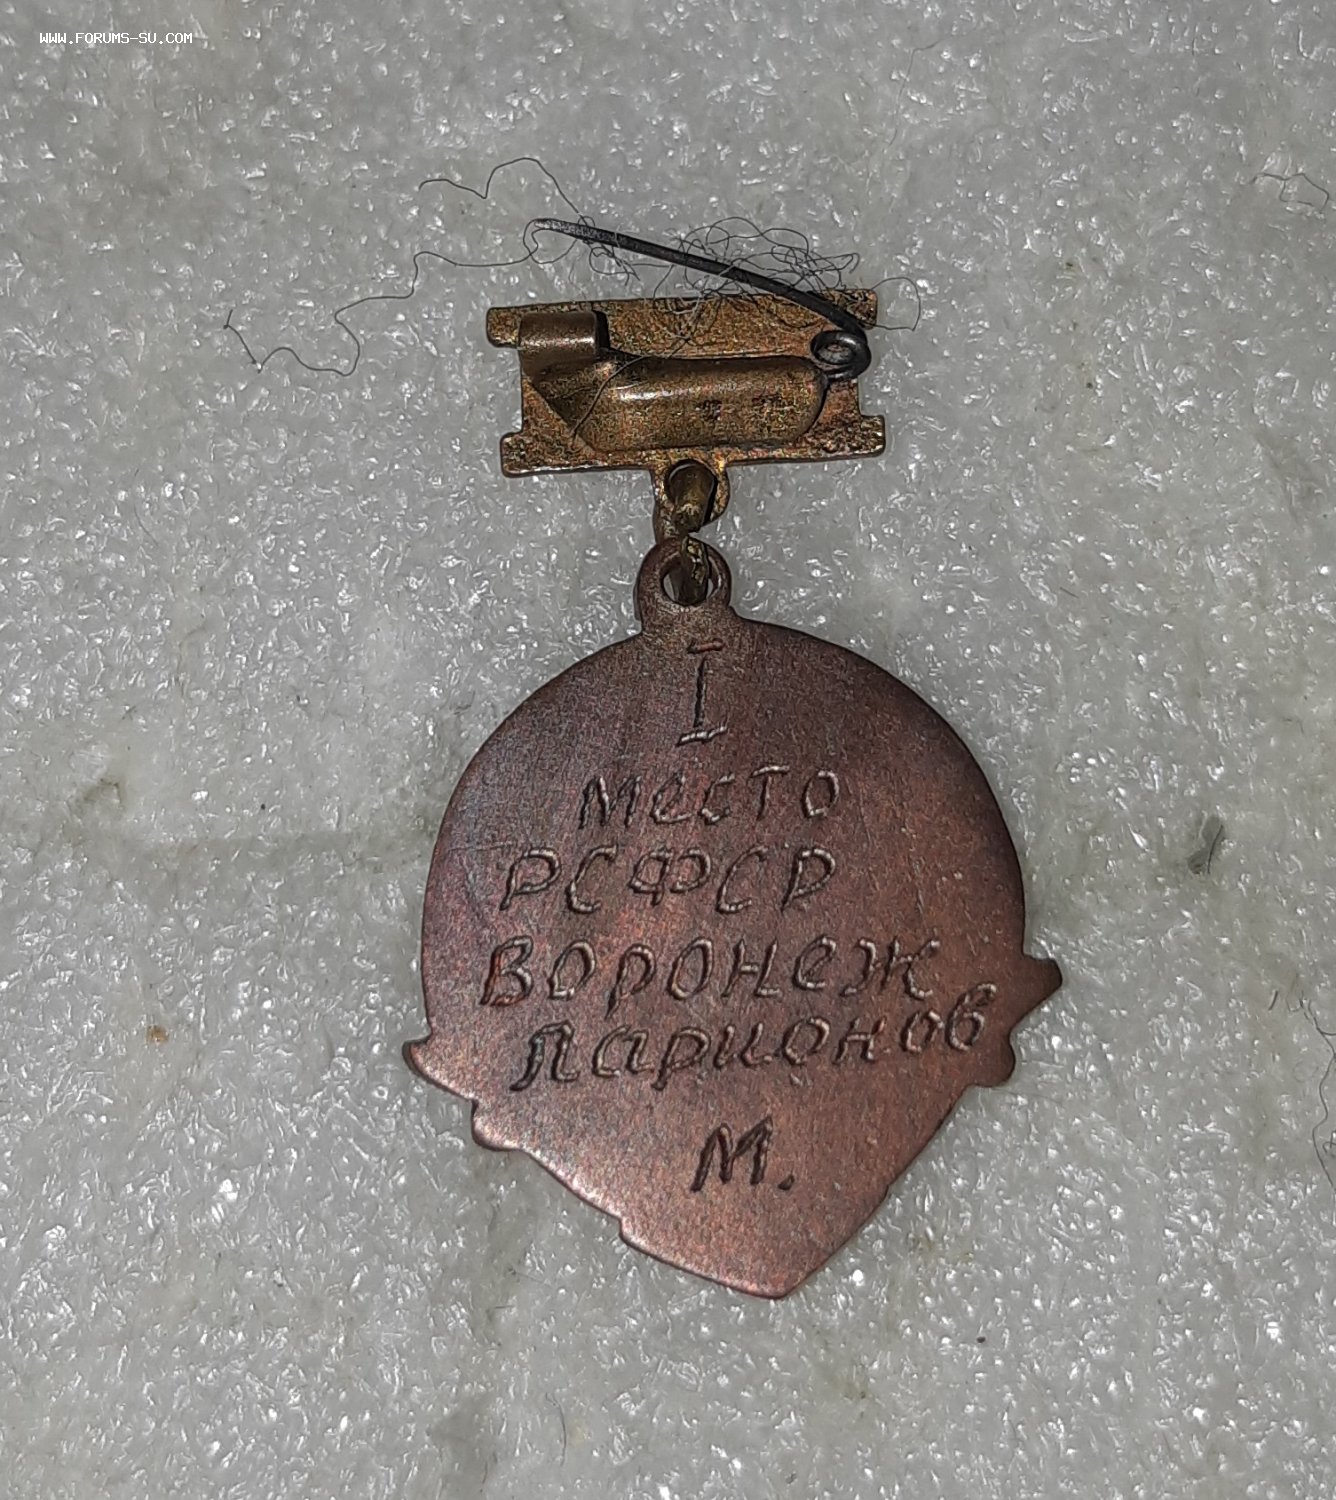 WWW.FORUMS-SU.COM
I
место
РСФСР
Воронеж
Ларионов
М.